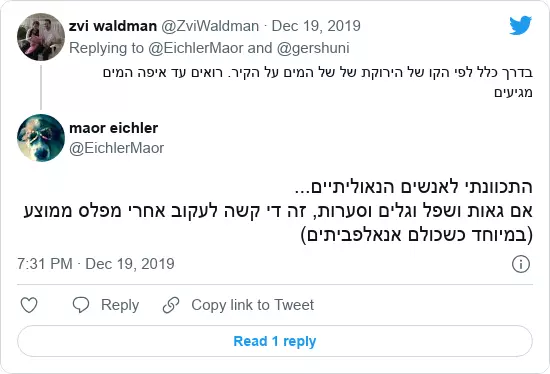 zvi waldman @ZviWaldman · Dec 19, 2019
Replying to @EichlerMaor and @gershuni
בדרך כלל לפי הקו של הירוקת של של המים על הקיר. רואים עד איפה המים
מגיעים
maor eichler
@EichlerMaor
התכוונתי לאנשים הנאוליתיים...
אם גאות ושפל וגלים וסערות, זה די קשה לעקוב אחרי מפלס ממוצע
(במיוחד כשכולם אנאלפביתים)
7:31 PM · Dec 19, 2019
Reply
Copy link to Tweet
Read 1 reply